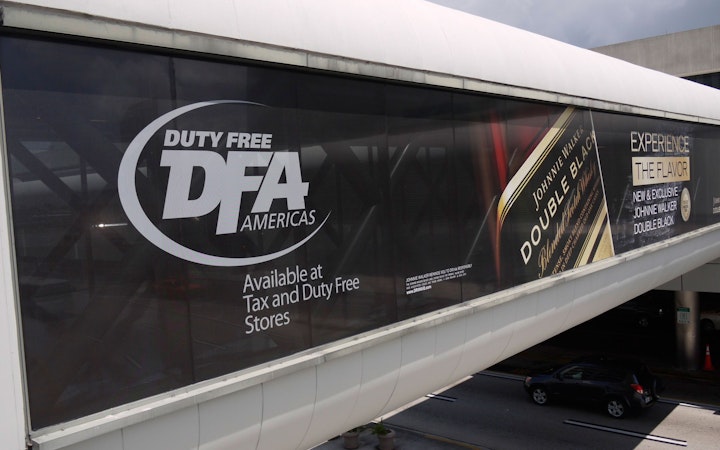 DUTY FREE
DFA
AMERICAS
Available at
Tax and Duty Free
Stores
JOHNNIE WALKER
DOUBLE BLACK
EXPERIENCE
THE FLAVOR
NEW & EXCLUSIVE
JOHNNIE WALKER
DOUBLE BLACK